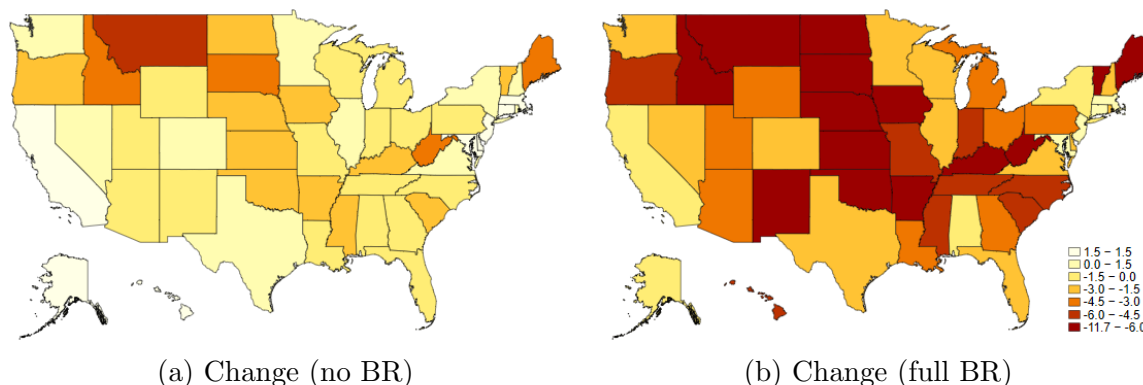 1.5 − 1.5
0.0 − 1.5
-1.5 − 0.0
-3.0 − -1.5
-4.5 − -3.0
-6.0 − -4.5
-11.7 − -6.0
(a) Change (no BR)
(b) Change (full BR)